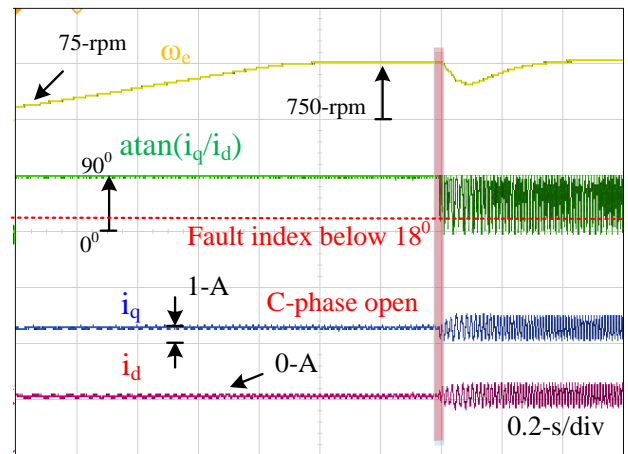 75-rpm
ωe
750-rpm
atan(iq/id)
90⁰
0⁰
Fault index below 18⁰
1-A
iq
C-phase open
id
0-A
0.2-s/div